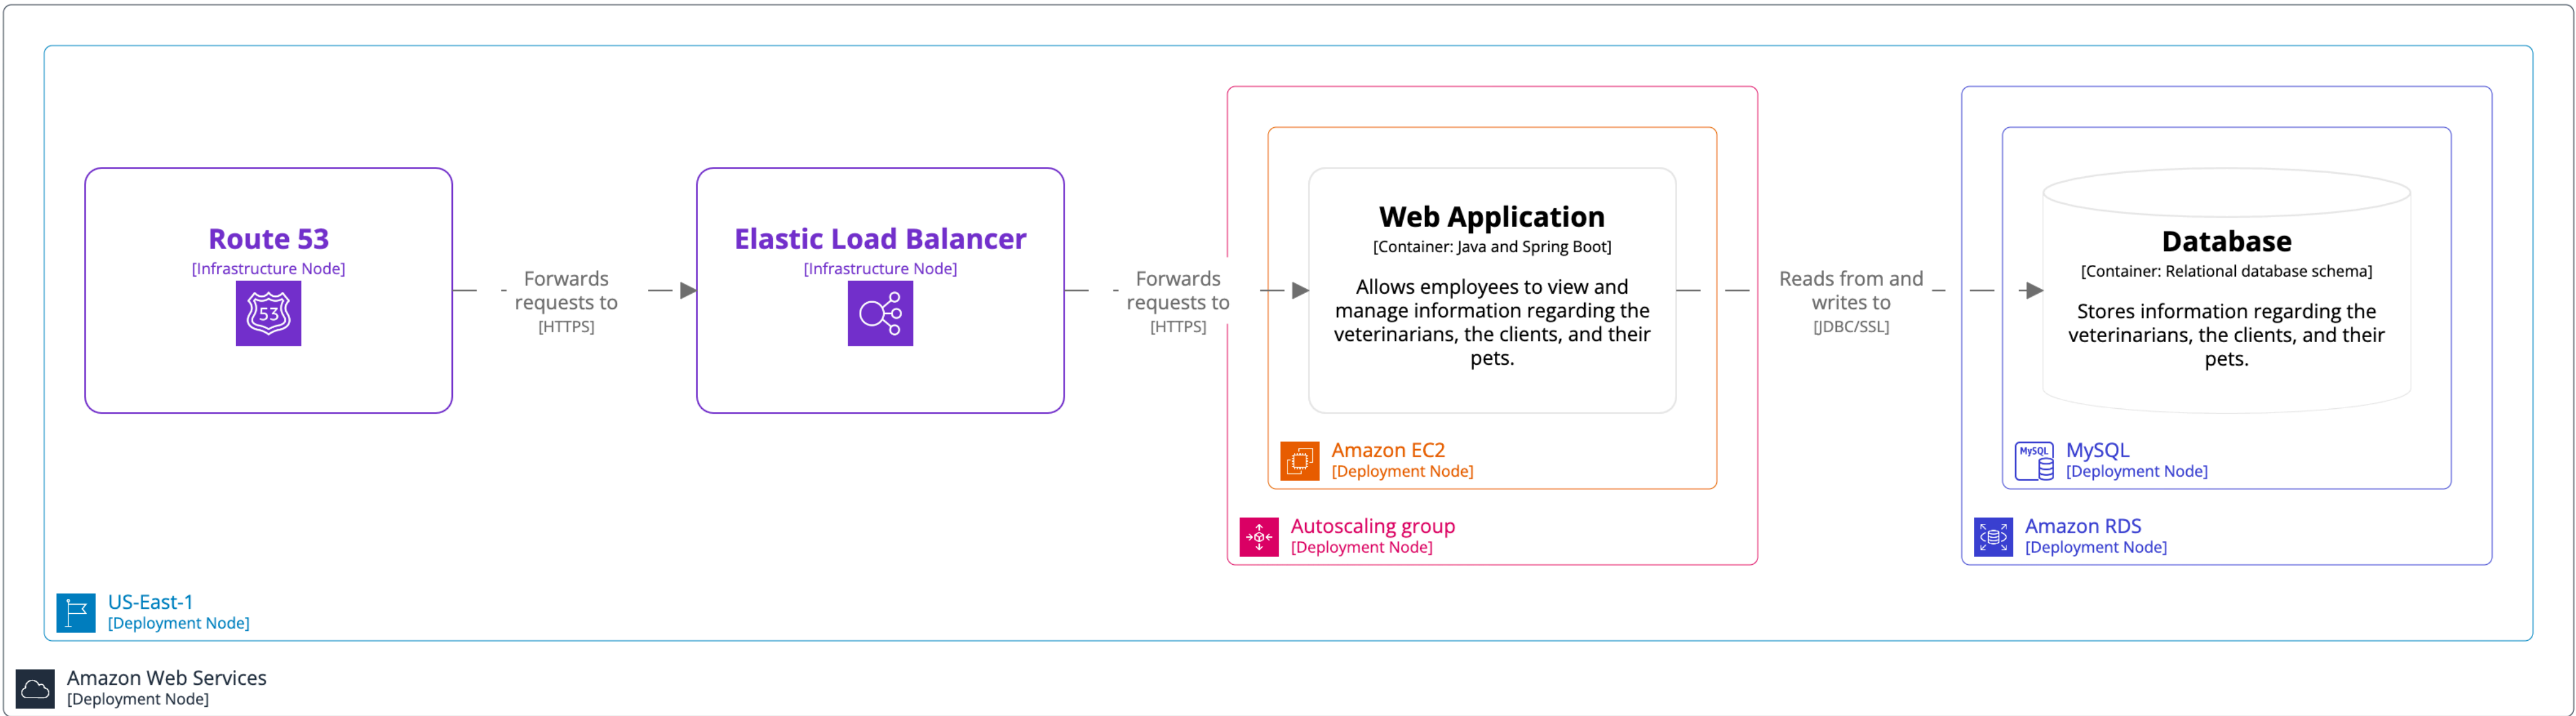 Route 53
[Infrastructure Node]
53
Forwards
requests to
[HTTPS]
Elastic Load Balancer
[Infrastructure Node]
Forwards
requests to
[HTTPS]
Web Application
[Container: Java and Spring Boot]
Allows employees to view and
manage information regarding the
veterinarians, the clients, and their
pets.
Amazon EC2
[Deployment Node]
Autoscaling group
[Deployment Node]
Reads from and
writes to
[JDBC/SSL]
Database
[Container: Relational database schema]
Stores information regarding the
veterinarians, the clients, and their
pets.
MySQL
MySQL
[Deployment Node]
Amazon RDS
[Deployment Node]
US-East-1
[Deployment Node]
Amazon Web Services
[Deployment Node]